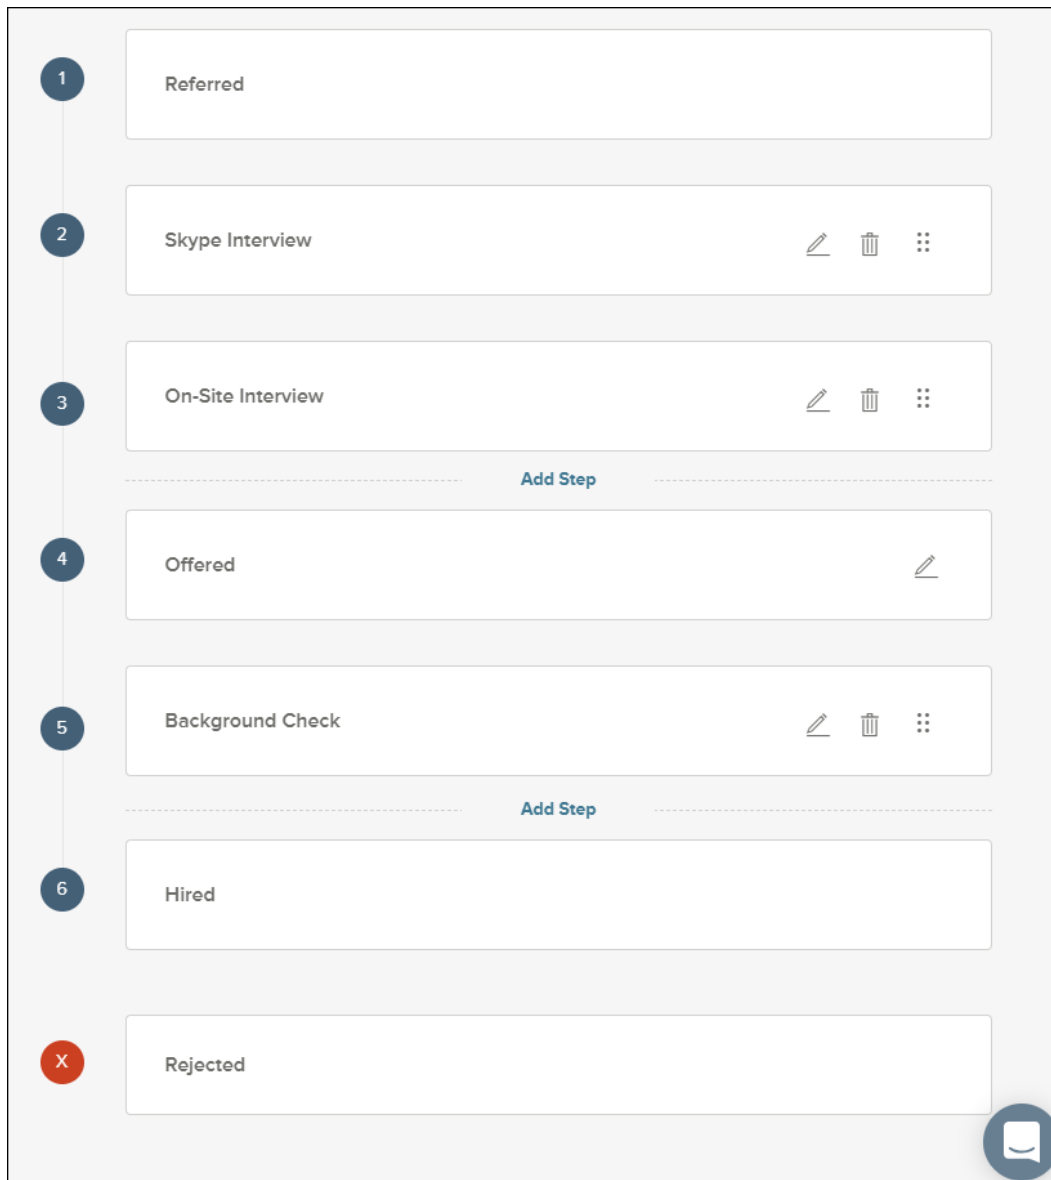 1
Referred
2
Skype Interview
3
On-Site Interview
Add Step
4
Offered
5
Background Check
Add Step
6
Hired
X
Rejected